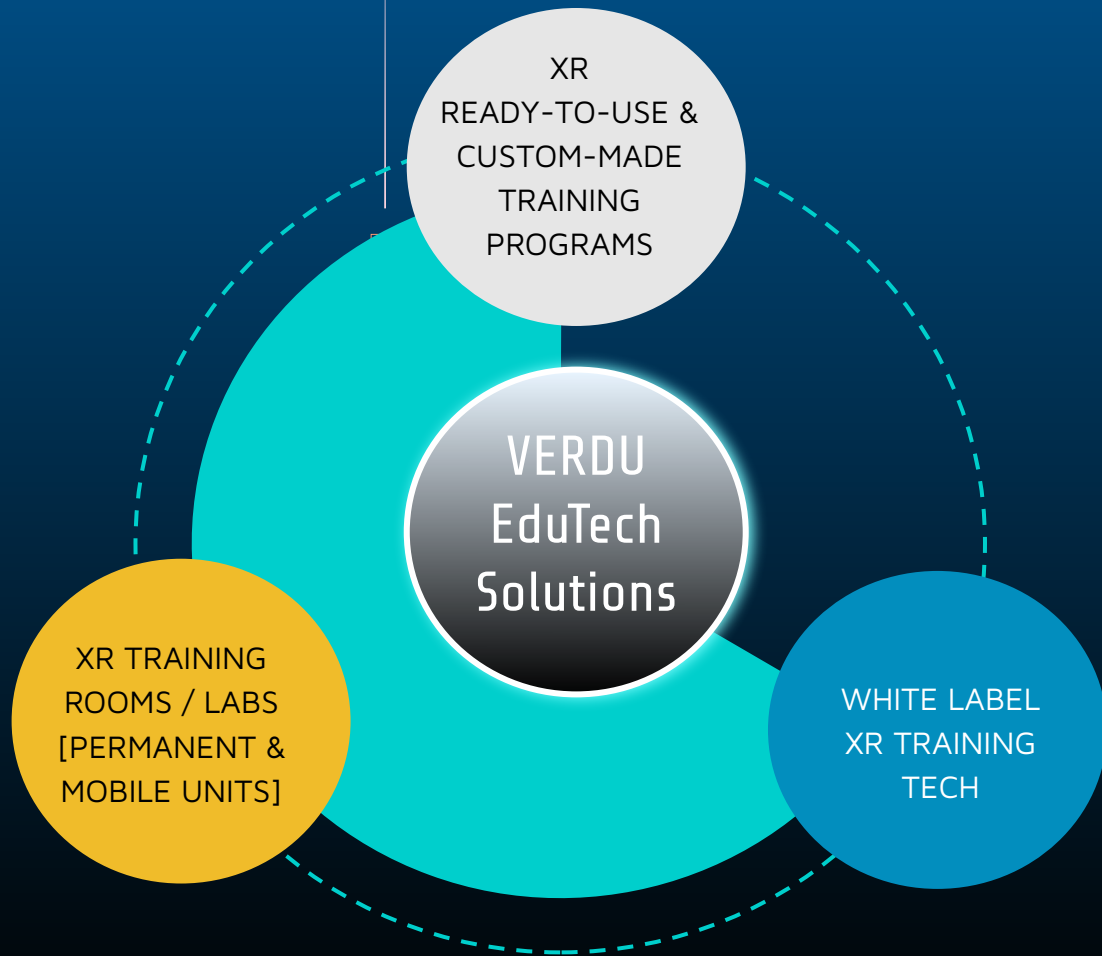 XR
READY-TO-USE &
CUSTOM-MADE
TRAINING
PROGRAMS
VERDU
EduTech
Solutions
XR TRAINING
ROOMS / LABS
[PERMANENT &
MOBILE UNITS]
WHITE LABEL
XR TRAINING
TECH